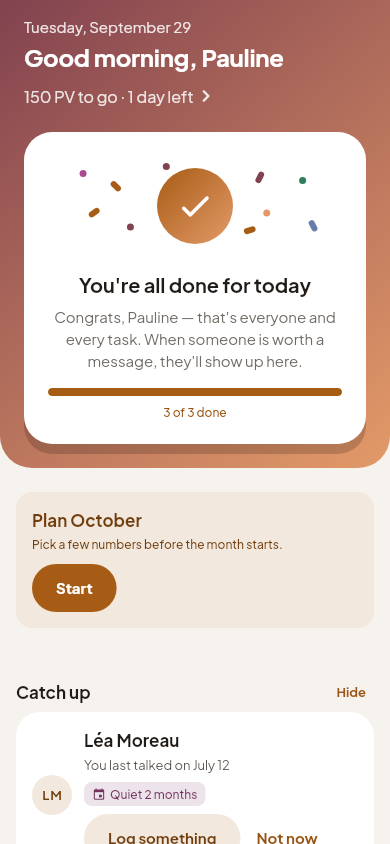 Tuesday, September 29
Good morning, Pauline
150 PV to go · 1 day left
You're all done for today
Congrats, Pauline — that's everyone and
every task. When someone is worth a
message, they'll show up here.
3 of 3 done
Plan October
Pick a few numbers before the month starts.
Start
Catch up
Hide
Léa Moreau
You last talked on July 12
LM
Quiet 2 months
Log something
Not now